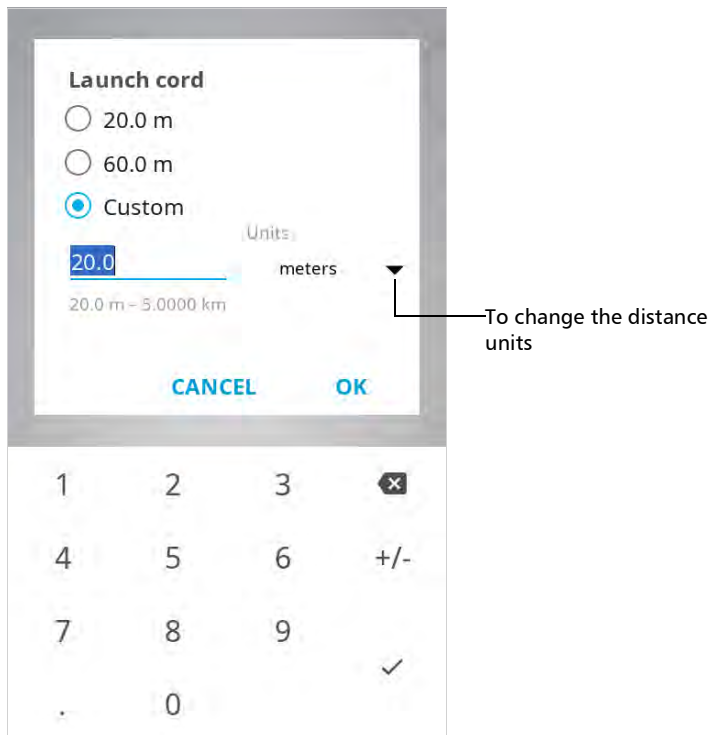 Launch cord
20.0 m
60.0 m
Custom
Units
20.0
meters
20.0 m – 5.0000 km
To change the distance
units
CANCEL OK
1 2 3
4 5 6 +/-
7 8 9
. 0